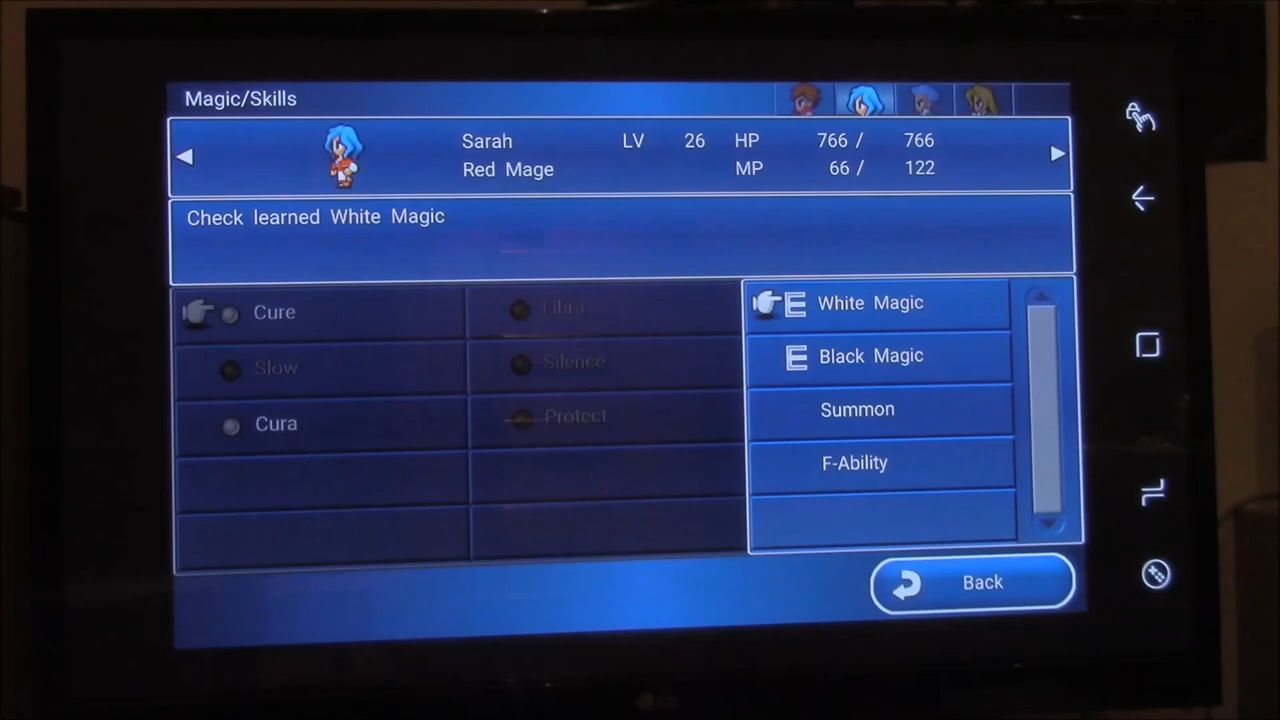 Magic/Skills
Sarah LV 26 HP 766 / 766
Red Mage MP 66 / 122
Check learned White Magic
Cure Libra E White Magic
Slow Silence E Black Magic
Cura Protect Summon
F-Ability
Back
LG